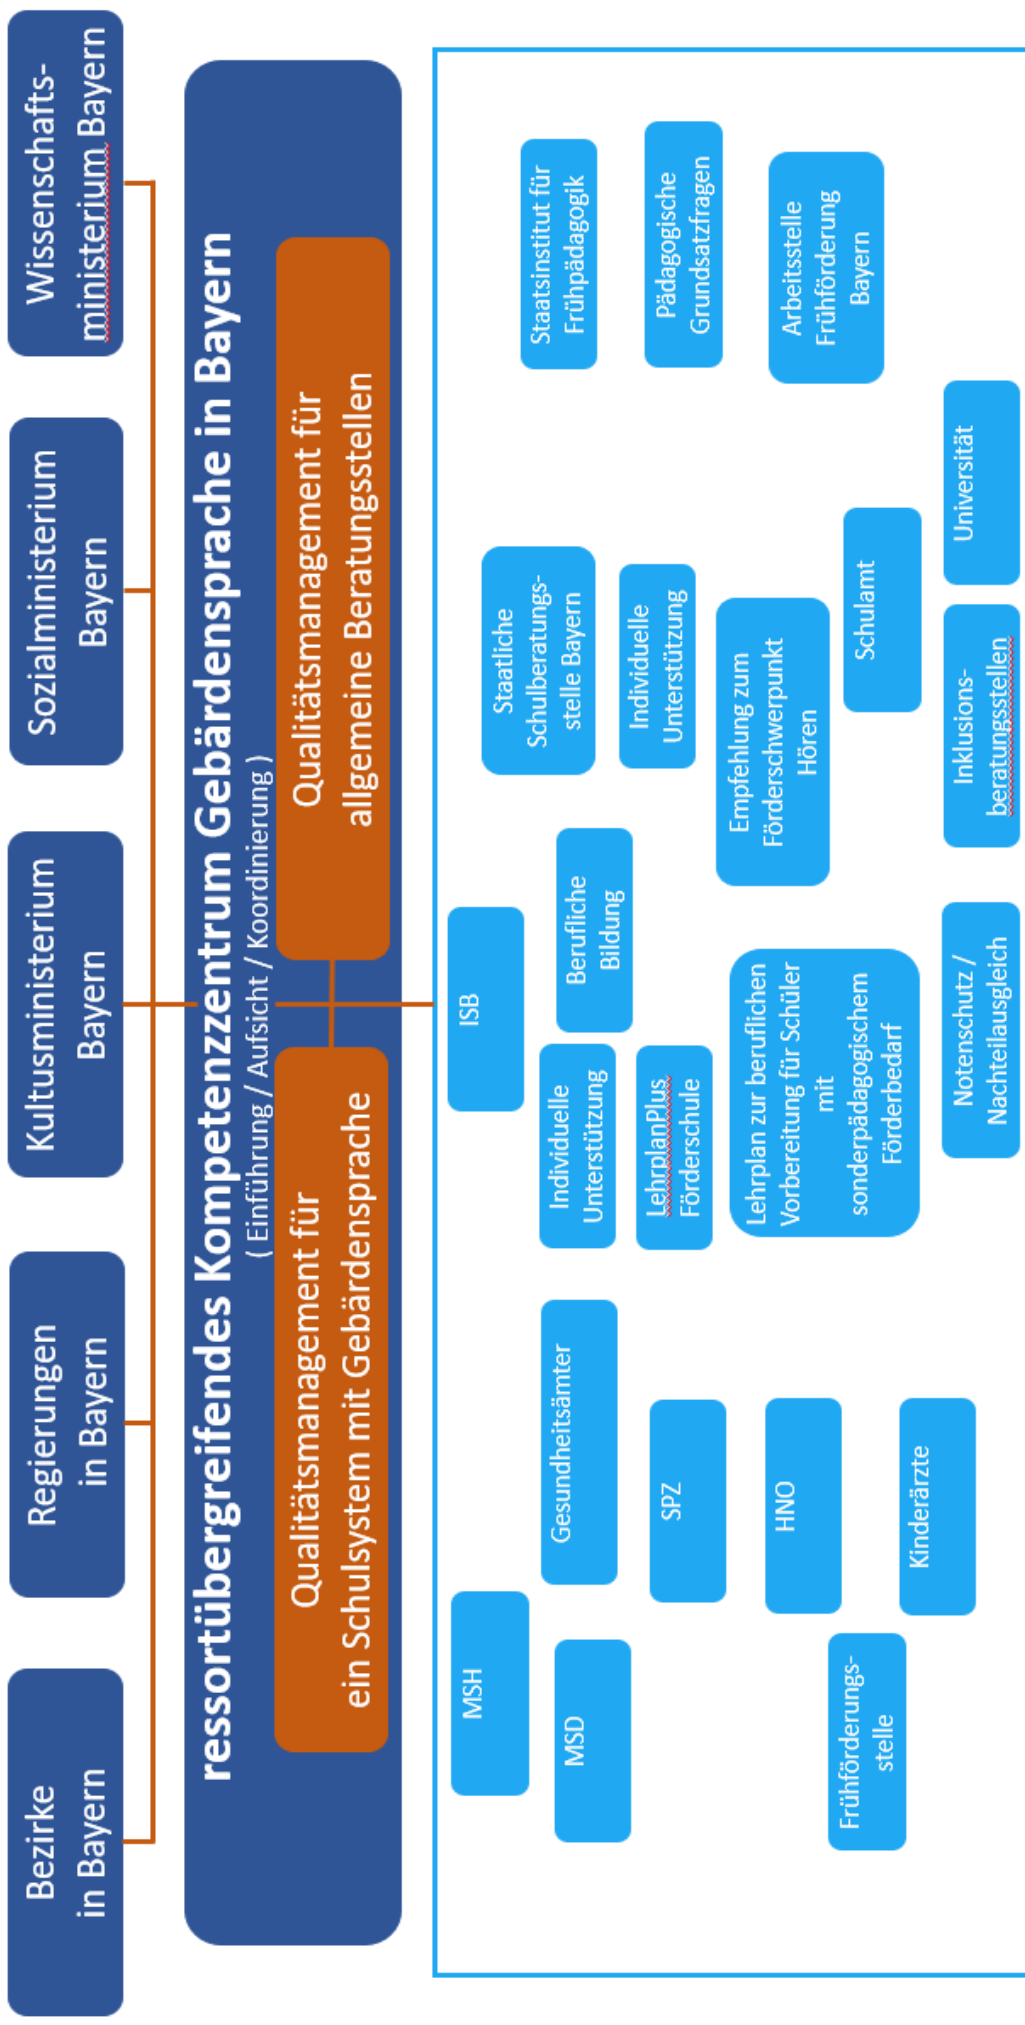 Bezirke
in Bayern
Regierungen
in Bayern
Kultusministerium
Bayern
Sozialministerium
Bayern
Wissenschafts-
ministerium Bayern
ressortübergreifendes Kompetenzzentrum Gebärdensprache in Bayern
( Einführung / Aufsicht / Koordinierung )
Qualitätsmanagement für
ein Schulsystem mit Gebärdensprache
Qualitätsmanagement für
allgemeine Beratungsstellen
MSH
MSD
Frühförderungs-
stelle
Gesundheitsämter
SPZ
HNO
Kinderärzte
ISB
Individuelle
Unterstützung
Berufliche
Bildung
LehrplanPlus
Förderschule
Lehrplan zur beruflichen
Vorbereitung für Schüler
mit
sonderpädagogischem
Förderbedarf
Notenschutz /
Nachteilausgleich
Staatliche
Schulberatungs-
stelle Bayern
Individuelle
Unterstützung
Empfehlung zum
Förderschwerpunkt
Hören
Schulamt
Inklusions-
beratungsstellen
Universität
Staatsinstitut für
Frühpädagogik
Pädagogische
Grundsatzfragen
Arbeitsstelle
Frühförderung
Bayern